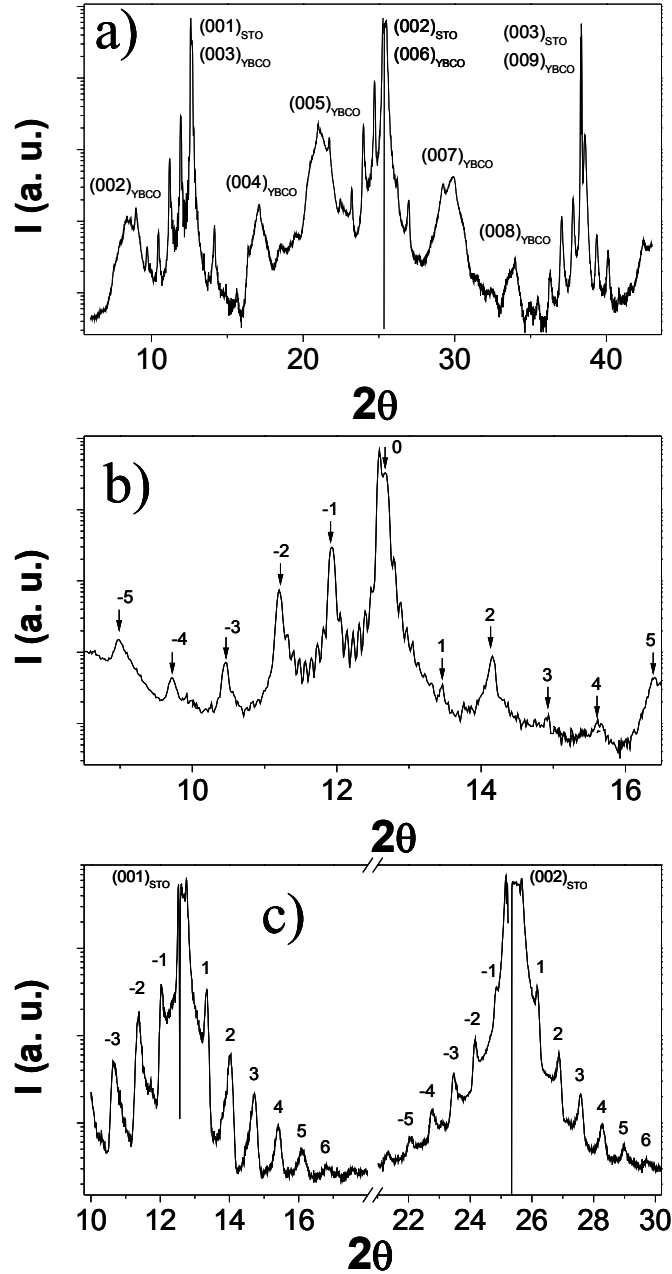 a)
(001)STO
(003)YBCO
(002)STO
(006)YBCO
(003)STO
(009)YBCO
(005)YBCO
(007)YBCO
(002)YBCO
(004)YBCO
(008)YBCO
I (a. u.)
10 20 30 40
2θ
b)
0
-1
-2
-5
-4
-3
1
2
3
4
5
I (a. u.)
10 12 14 16
2θ
c)
(001)STO
(002)STO
-3
-2
-1
1
2
3
4
5
6
-5
-4
-3
-2
-1
1
2
3
4
5
6
I (a. u.)
10 12 14 16 22 24 26 28 30
2θ